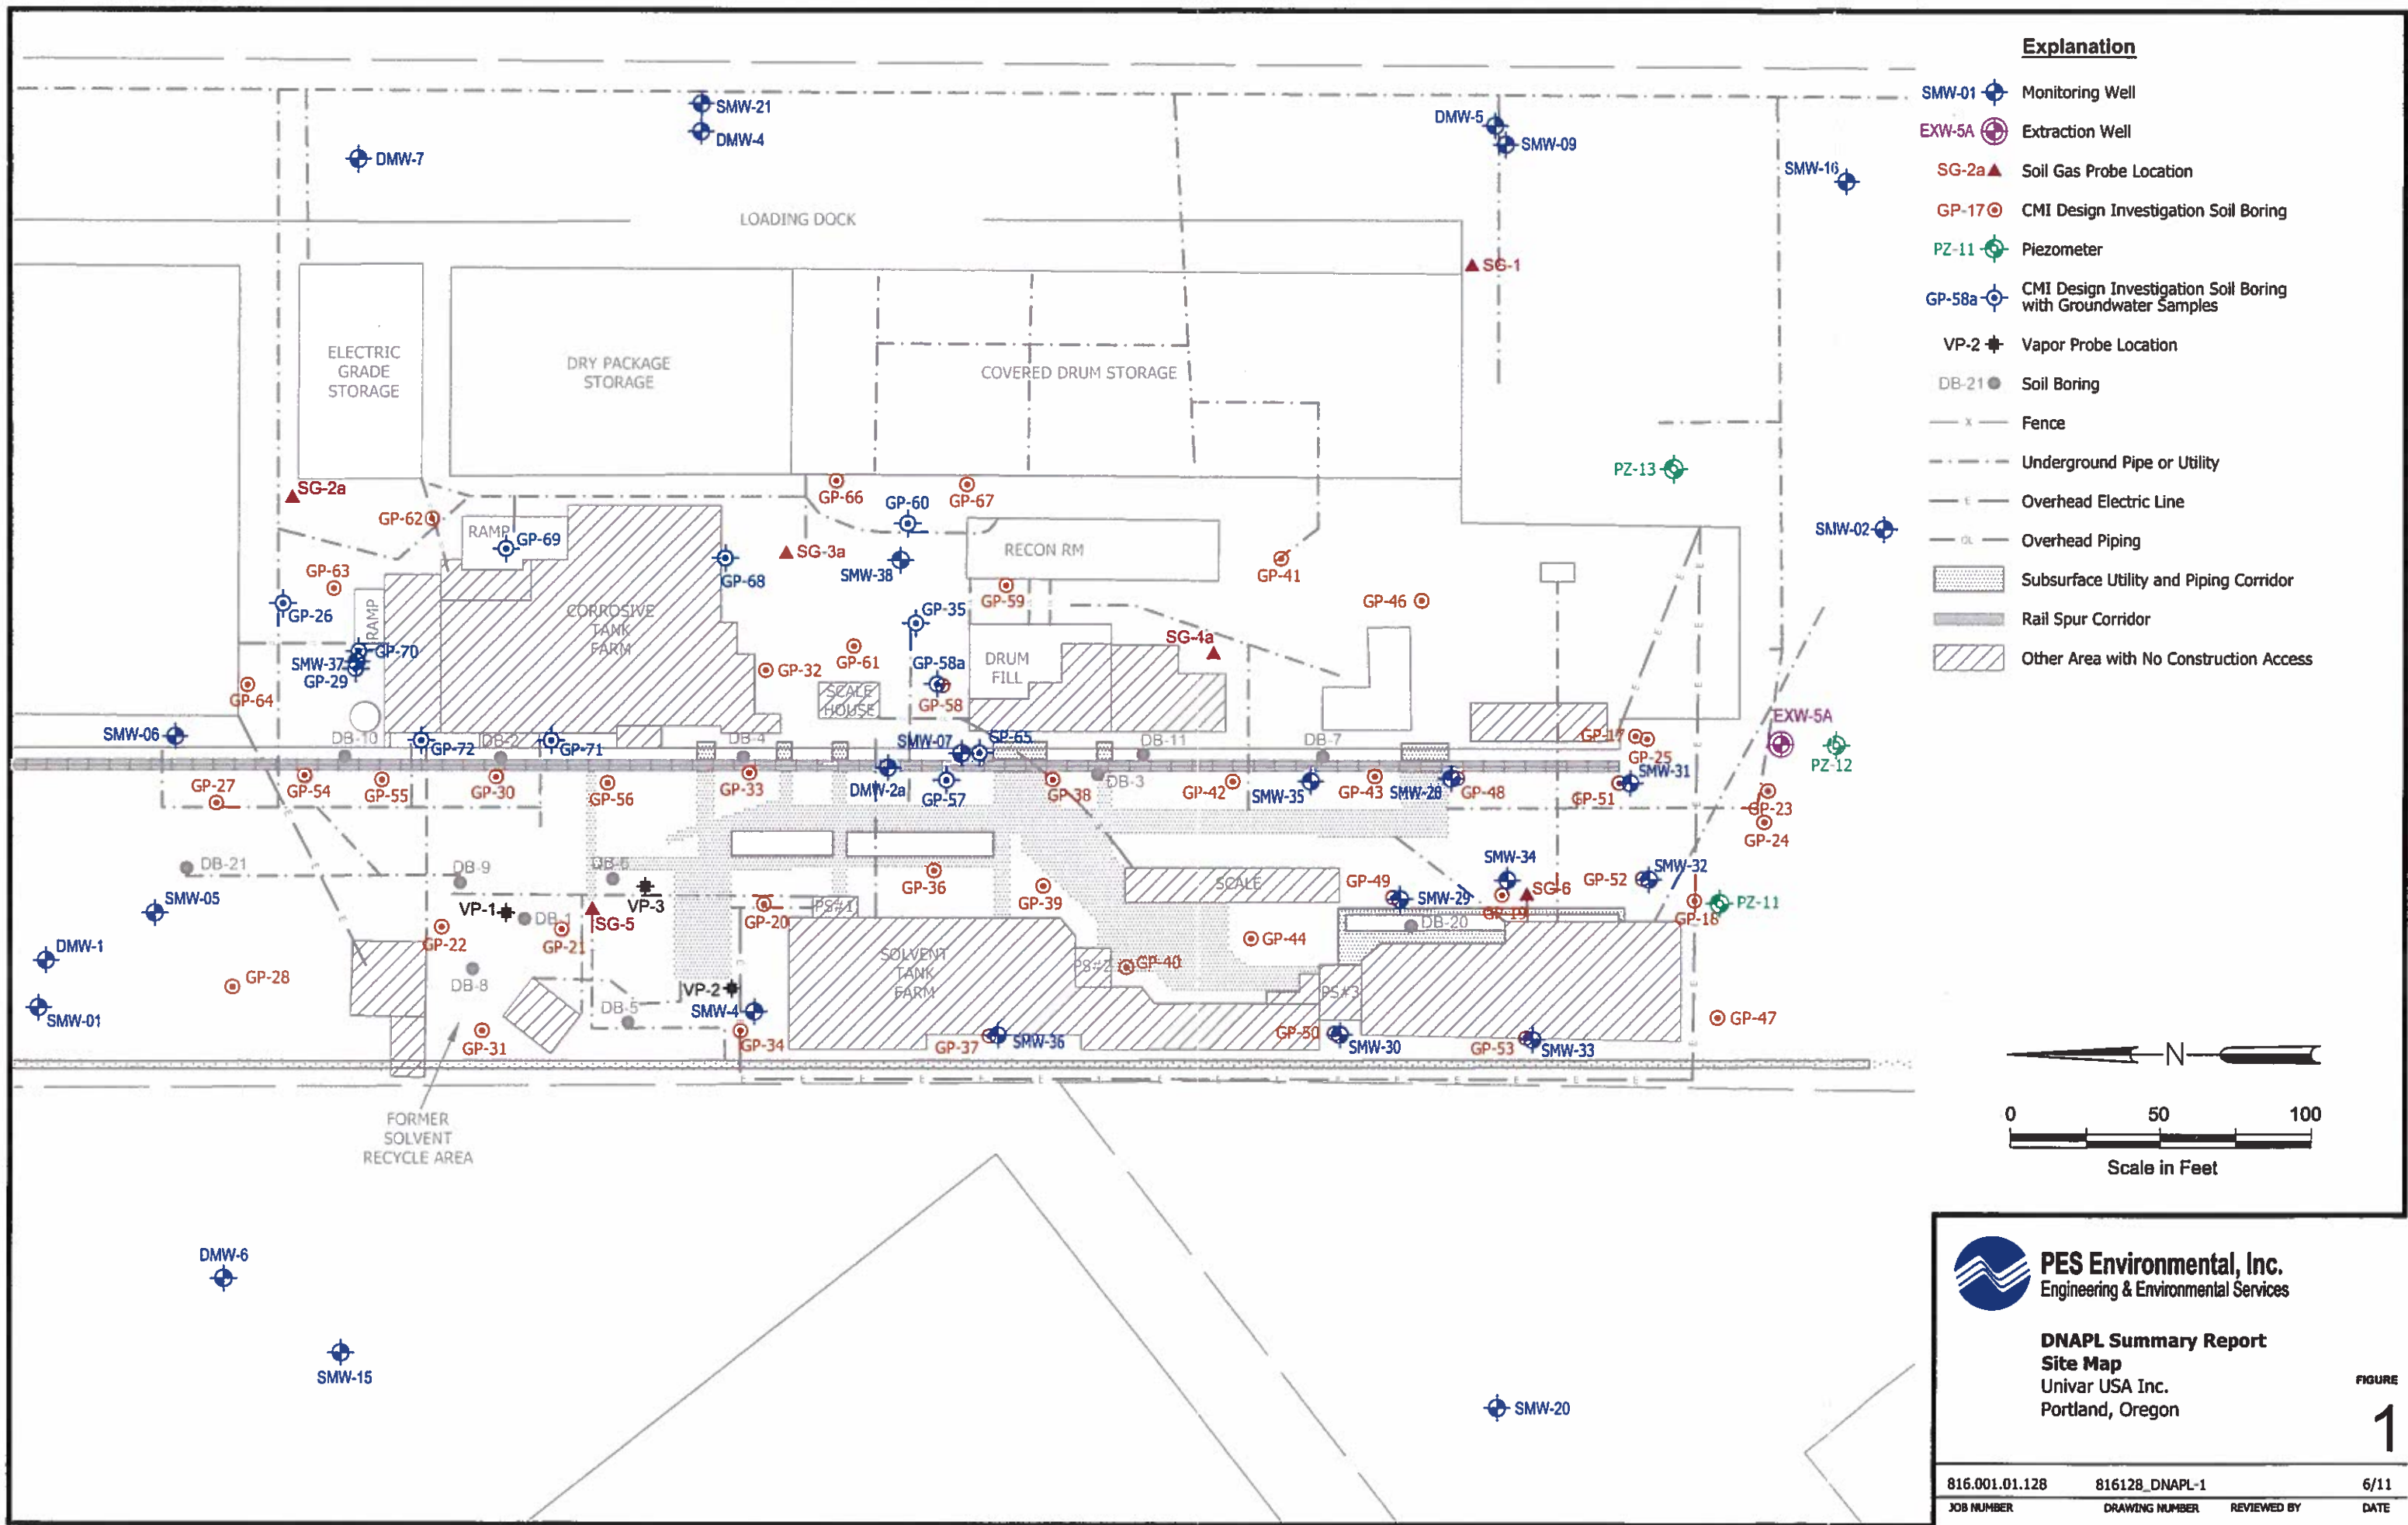 Explanation
SMW-01 Monitoring Well
EXW-5A Extraction Well
SG-2a Soil Gas Probe Location
GP-17 CMI Design Investigation Soil Boring
PZ-11 Piezometer
GP-58a CMI Design Investigation Soil Boring
with Groundwater Samples
VP-2 Vapor Probe Location
DB-21 Soil Boring
X Fence
Underground Pipe or Utility
E Overhead Electric Line
Overhead Piping
Subsurface Utility and Piping Corridor
Rail Spur Corridor
Other Area with No Construction Access
SMW-21
DMW-4
DMW-7
DMW-5
SMW-09
SMW-16
LOADING DOCK
SG-1
ELECTRIC
GRADE
STORAGE
DRY PACKAGE
STORAGE
COVERED DRUM STORAGE
PZ-13
SMW-02
SG-2a
GP-62
RAMP
GP-69
GP-66
GP-60
GP-67
GP-68
SG-3a
SMW-38
RECON RM
GP-41
GP-63
GP-26
RAMP
CORROSIVE
TANK
FARM
GP-35
GP-59
GP-46
GP-70
SMW-37
GP-29
GP-64
GP-32
GP-61
GP-58a
GP-58
DRUM
FILL
SG-4a
SCALE
HOUSE
SMW-06
DB-10
GP-72
DB-2
GP-71
DB-4
SMW-07
GP-65
DB-11
DB-7
GP-17
GP-25
EXW-5A
PZ-12
GP-27
GP-54
GP-55
GP-30
GP-56
GP-33
DMW-2a
GP-57
GP-38
DB-3
GP-42
SMW-35
GP-43
SMW-28
GP-48
GP-51
SMW-31
GP-23
GP-24
DB-21
DB-9
DB-6
VP-3
GP-36
GP-39
SCALE
GP-49
SMW-29
SMW-34
SG-6
GP-19
GP-52
SMW-32
GP-18
PZ-11
SMW-05
VP-1
DB-1
GP-22
GP-21
SG-5
GP-20
PS#1
DB-20
DMW-1
SMW-01
GP-28
DB-8
DB-5
VP-2
SMW-4
SOLVENT
TANK
FARM
PS#2
GP-40
GP-44
PS#3
GP-31
GP-34
GP-37
SMW-36
GP-50
SMW-30
GP-53
SMW-33
GP-47
FORMER
SOLVENT
RECYCLE AREA
DMW-6
SMW-15
SMW-20
N
0 50 100
Scale in Feet
PES Environmental, Inc.
Engineering & Environmental Services
DNAPL Summary Report
Site Map
Univar USA Inc.
Portland, Oregon
FIGURE
1
816.001.01.128 816128_DNAPL-1 6/11
JOB NUMBER DRAWING NUMBER REVIEWED BY DATE